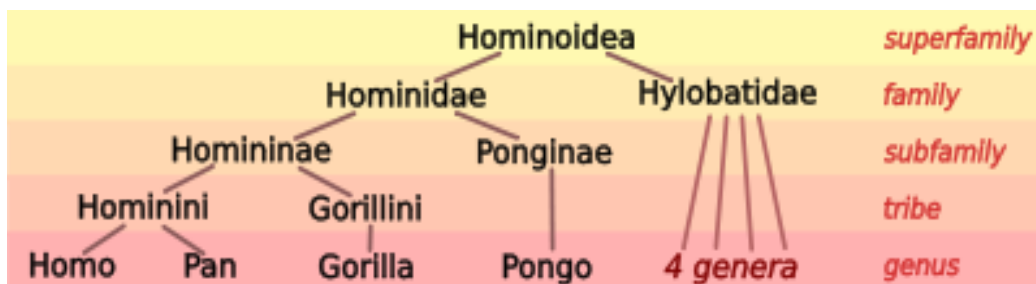 Hominoidea superfamily
Hominidae Hylobatidae family
Homininae Ponginae subfamily
Hominini Gorillini tribe
Homo Pan Gorilla Pongo 4 genera genus